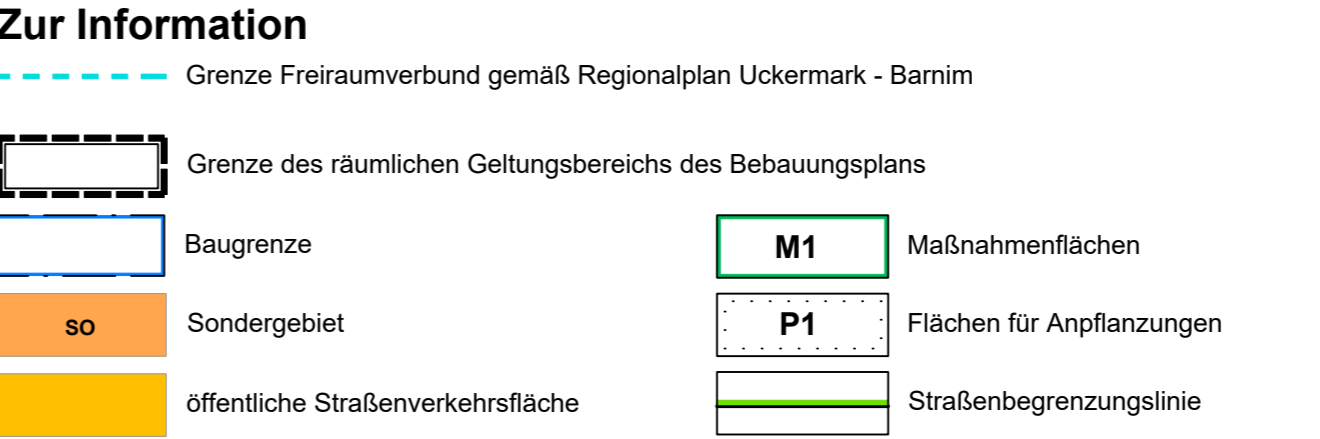 Zur Information
Grenze Freiraumverbund gemäß Regionalplan Uckermark - Barnim
Grenze des räumlichen Geltungsbereichs des Bebauungsplans
Baugrenze
M1 Maßnahmenflächen
SO Sondergebiet
P1 Flächen für Anpflanzungen
öffentliche Straßenverkehrsfläche
Straßenbegrenzungslinie